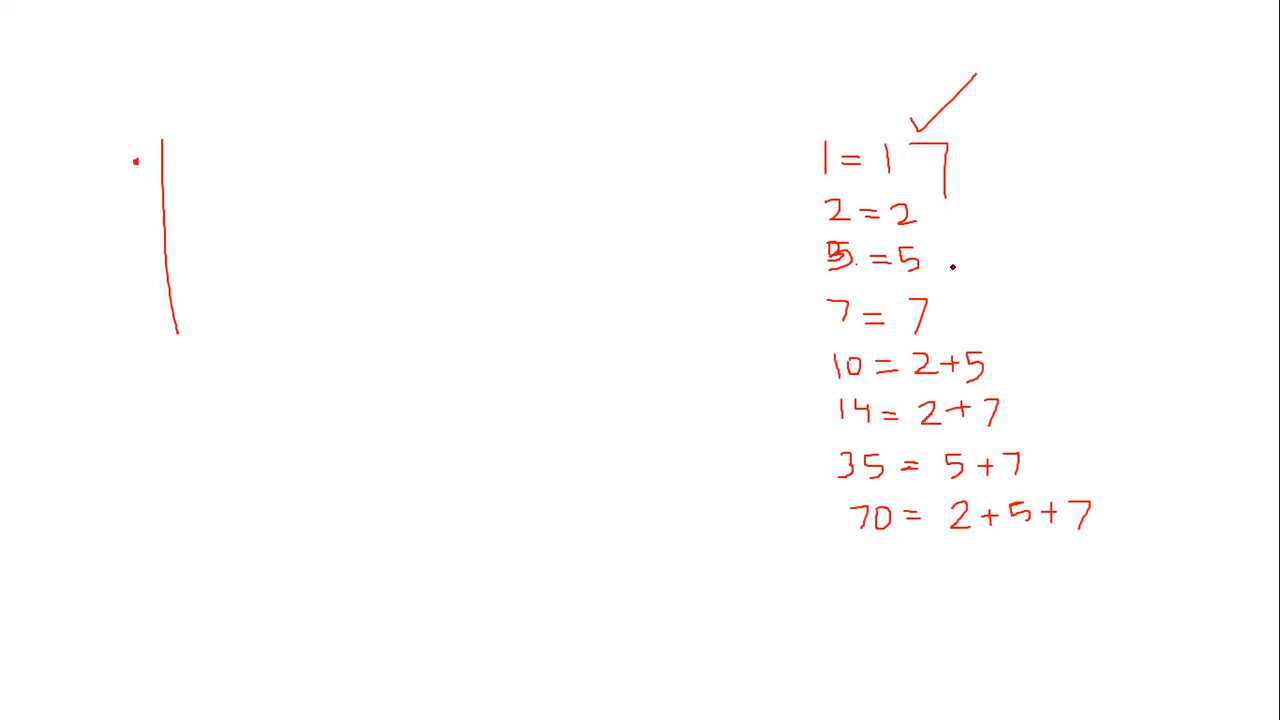 1 = 1
2 = 2
5 = 5
7 = 7
10 = 2+5
14 = 2+7
35 = 5+7
70 = 2+5+7